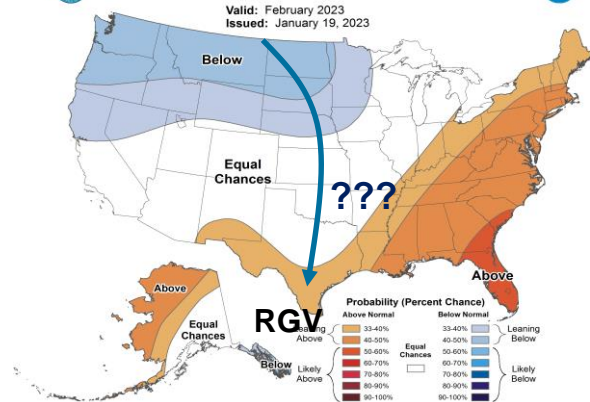 Valid: February 2023
Issued: January 19, 2023
Below
Equal
Chances
???
Above
Above
Equal
Chances
Below
RGV
Probability (Percent Chance)
Above Normal
Below Normal
Leaning
Above
33-40%
40-50%
50-60%
60-70%
70-80%
80-90%
90-100%
Likely
Above
Equal
Chances
33-40%
40-50%
50-60%
60-70%
70-80%
80-90%
90-100%
Leaning
Below
Likely
Below